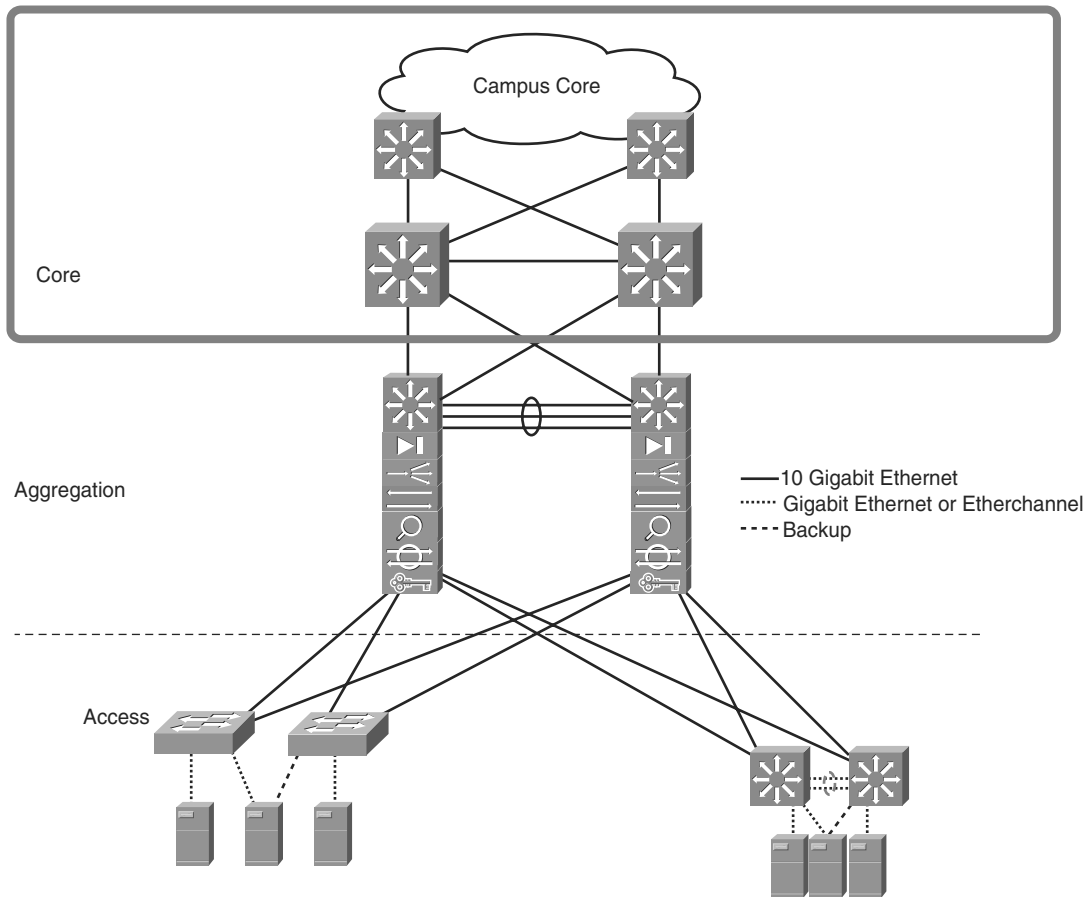 Campus Core
Core
Aggregation
10 Gigabit Ethernet
Gigabit Ethernet or Etherchannel
Backup
Access